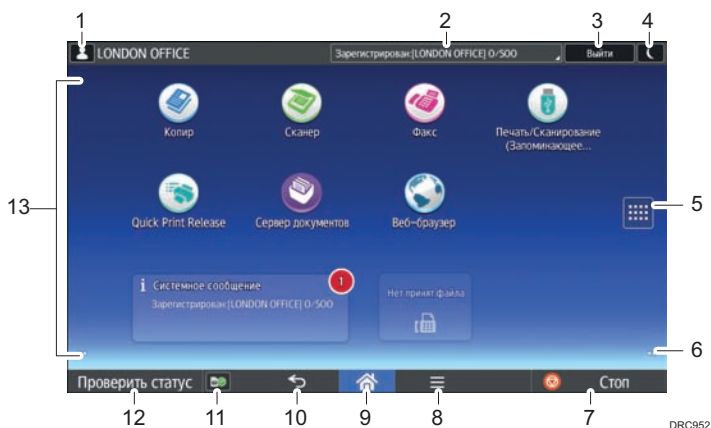 1
2
3
4
LONDON OFFICE
Зарегистрирован:[LONDON OFFICE] 0/500
Выйти
Копир
Сканер
Факс
Печать/Сканирование
(Запоминающее...
13
5
Quick Print Release
Сервер документов
Веб-браузер
i Системное сообщение
1
Зарегистрирован:[LONDON OFFICE] 0/500
Нет принят.файла
6
Проверить статус
Стоп
12
11
10
9
8
7
DRC952